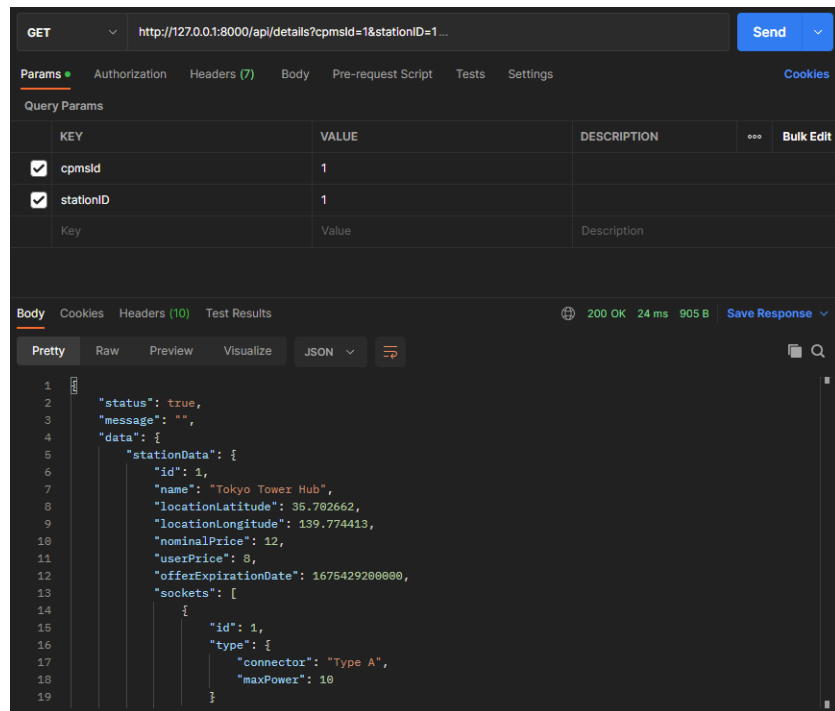 GET http://127.0.0.1:8000/api/details?cpmsId=1&stationID=1... Send
Params Authorization Headers (7) Body Pre-request Script Tests Settings Cookies
Query Params
KEY VALUE DESCRIPTION ooo Bulk Edit
cpmsId 1
stationID 1
Key Value Description
Body Cookies Headers (10) Test Results 200 OK 24 ms 905 B Save Response
Pretty Raw Preview Visualize JSON
1 {
2 "status": true,
3 "message": "",
4 "data": {
5 "stationData": {
6 "id": 1,
7 "name": "Tokyo Tower Hub",
8 "locationLatitude": 35.702662,
9 "locationLongitude": 139.774413,
10 "nominalPrice": 12,
11 "userPrice": 8,
12 "offerExpirationDate": 1675429200000,
13 "sockets": [
14 {
15 "id": 1,
16 "type": {
17 "connector": "Type A",
18 "maxPower": 10
19 }